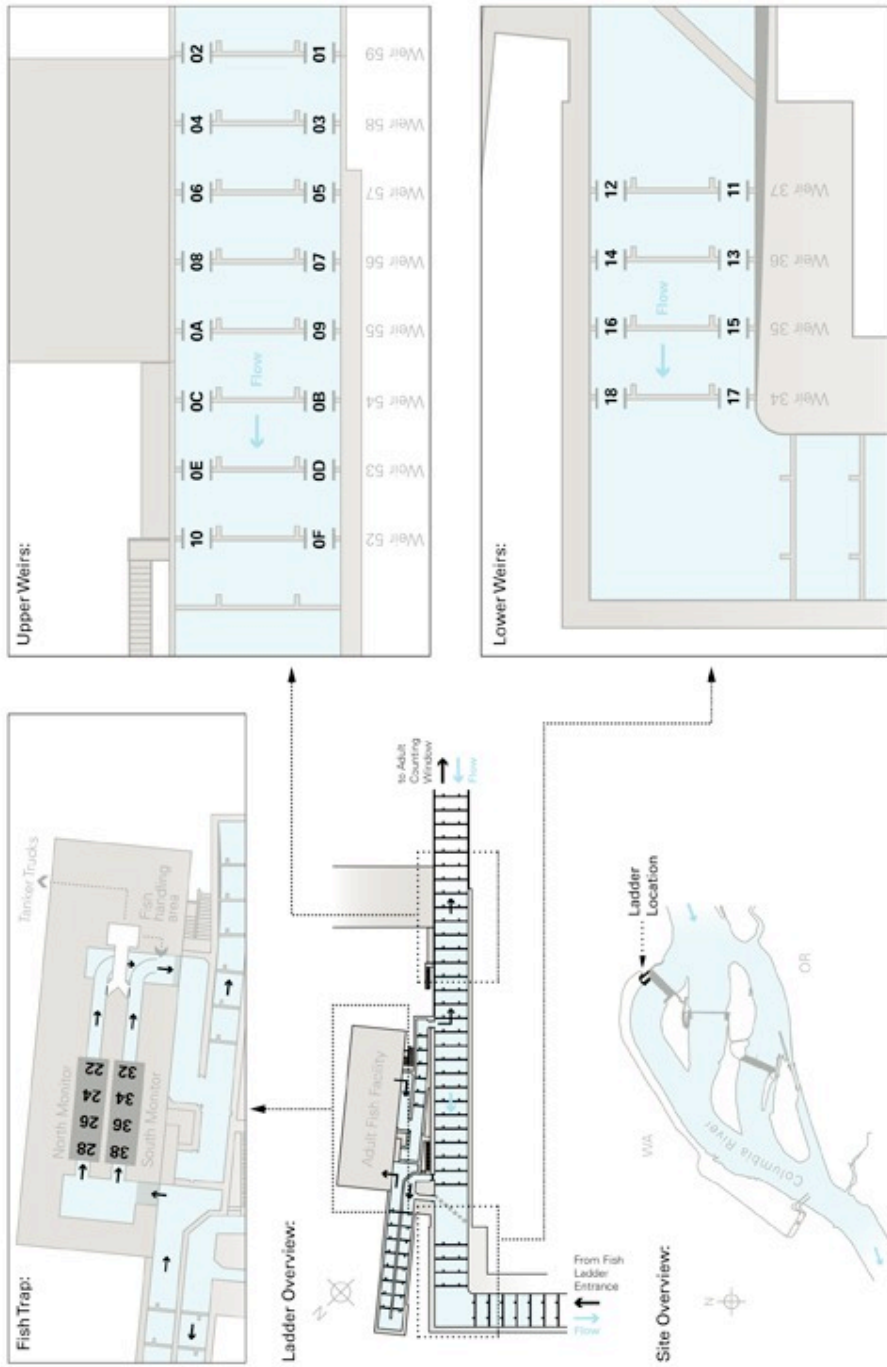 Fish Trap:
Tanker Trucks
North Monitor
28 26 24 22
38 36 34 32
South Monitor
Fish
handling
area
Ladder Overview:
N
Adult Fish Facility
to Adult
Counting
Window
Flow
Flow
From Fish
Ladder
Entrance
Flow
Site Overview:
N
WA
Columbia River
OR
Ladder
Location
Upper Weirs:
10 0E 0C 0A 08 06 04 02
Flow
0F 0D 0B 09 07 05 03 01
Weir 52 Weir 53 Weir 54 Weir 55 Weir 56 Weir 57 Weir 58 Weir 59
Lower Weirs:
18 16 14 12
Flow
17 15 13 11
Weir 34 Weir 35 Weir 36 Weir 37